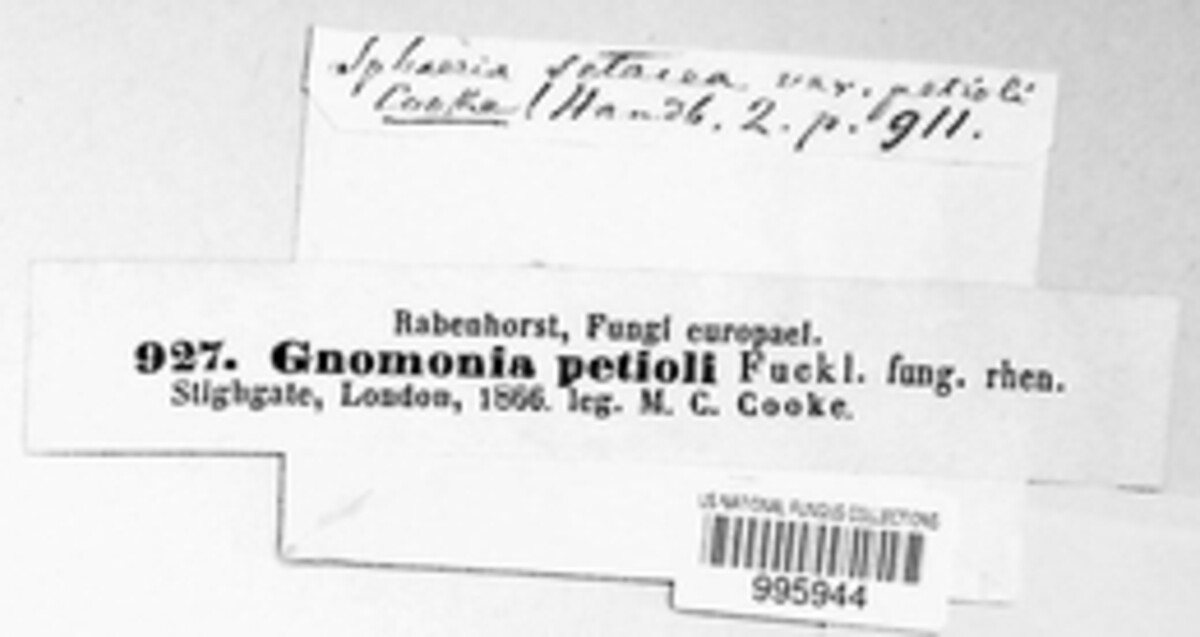 Sphaeria setacea var. petioli
Cooke (Handb. 2. p. 911.
Rabenhorst, Fungi europaei.
927. Gnomonia petioli Fuckl. fung. rhen.
Stighgate, London, 1866. leg. M. C. Cooke.
US NATIONAL FUNGUS COLLECTIONS
995944